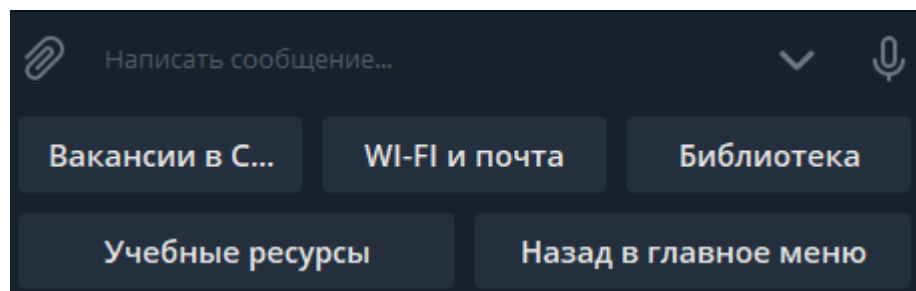 Написать сообщение...
Вакансии в С... WI-FI и почта Библиотека
Учебные ресурсы Назад в главное меню